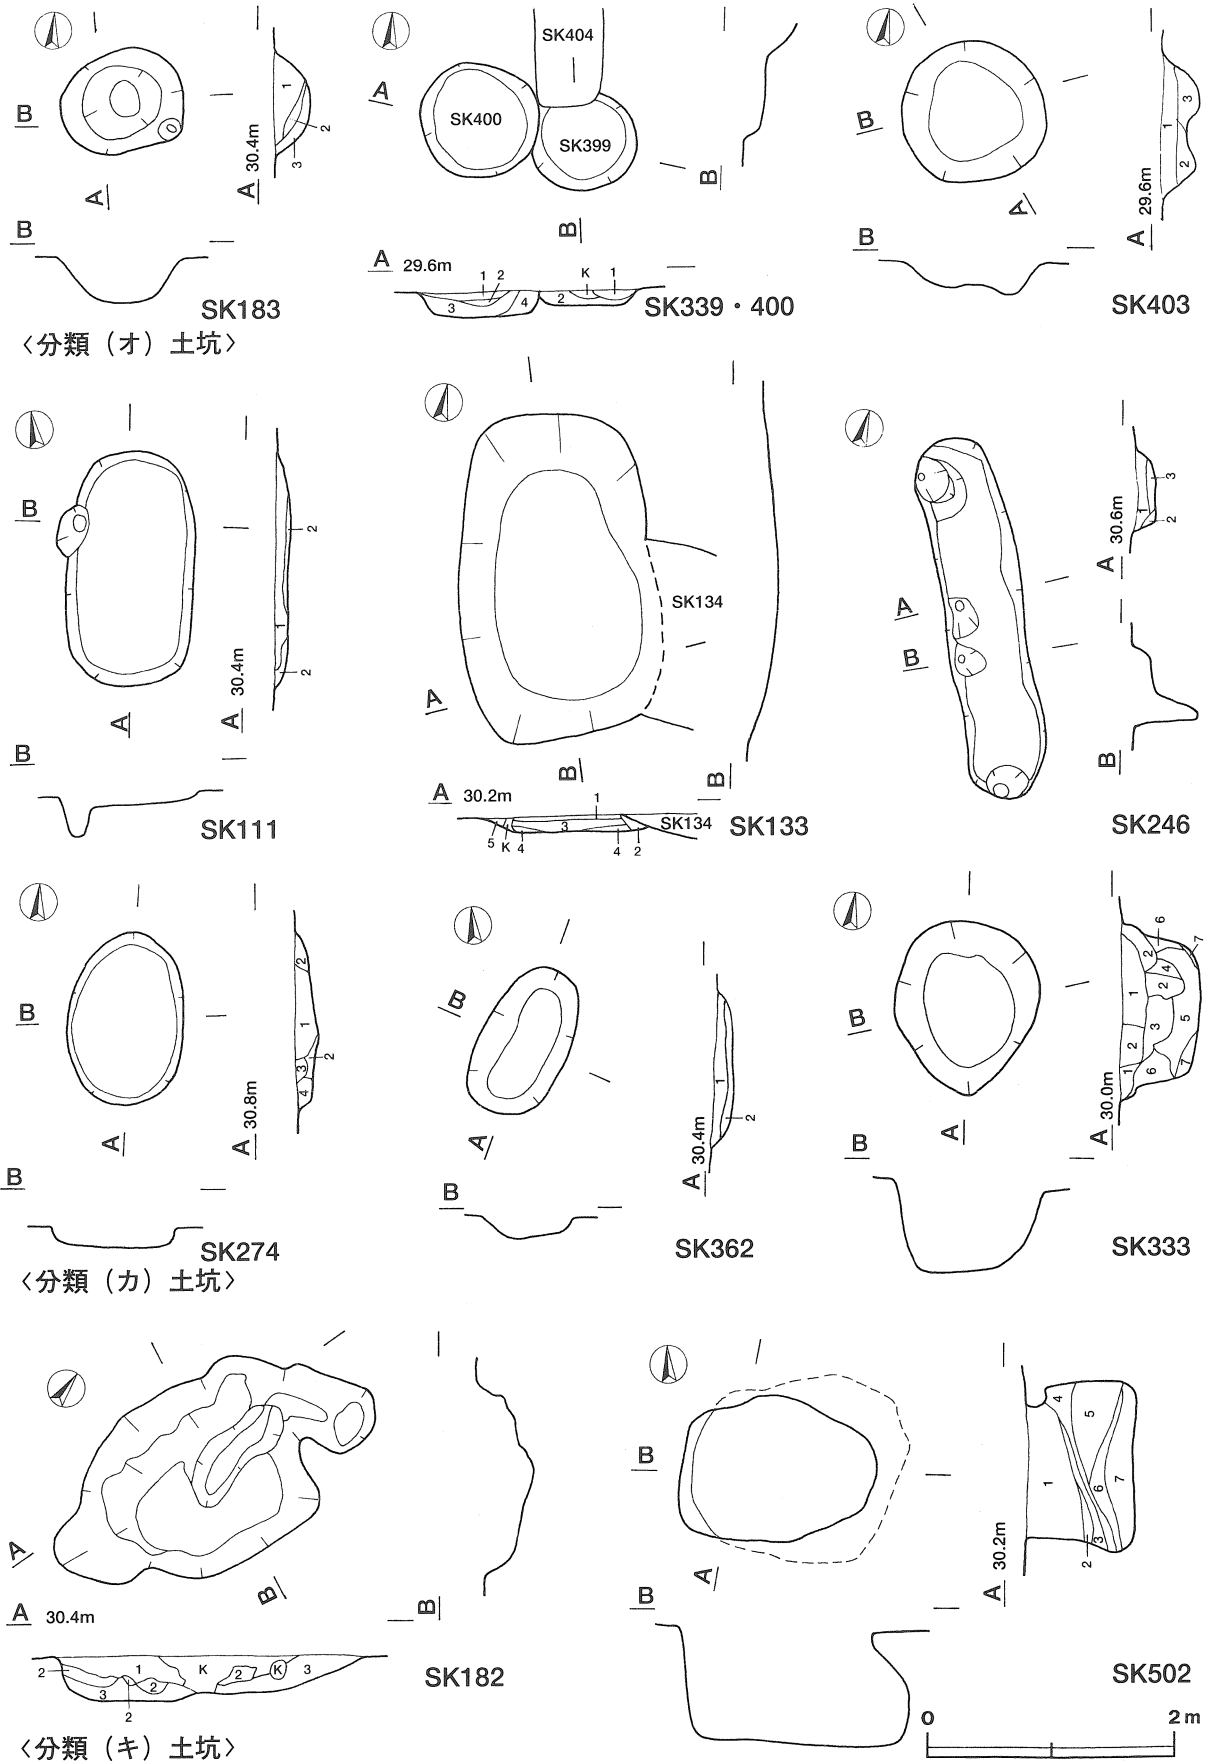 B
A
A 30.4m
1
2
3
B
SK183
SK404
SK400
SK399
A
B
B
A 29.6m
1
2
3
4
K
1
2
SK339・400
B
A
A 29.6m
1
2
3
B
SK403
〈分類（オ）土坑〉
B
A
A 30.4m
1
2
2
B
SK111
SK134
A
B
B
A 30.2m
1
3
5
K
4
4
2
SK134
SK133
A
B
A 30.6m
1
2
3
B
SK246
B
A
A 30.8m
2
1
2
3
4
B
SK274
B
A
A 30.4m
1
2
B
SK362
B
A
A 30.0m
6
7
2
4
2
1
3
5
2
1
6
7
B
SK333
〈分類（カ）土坑〉
A
B
B
A 30.4m
2
1
K
2
K
3
3
2
2
SK182
B
A
A 30.2m
4
5
1
6
7
3
2
B
SK502
0
2m
〈分類（キ）土坑〉